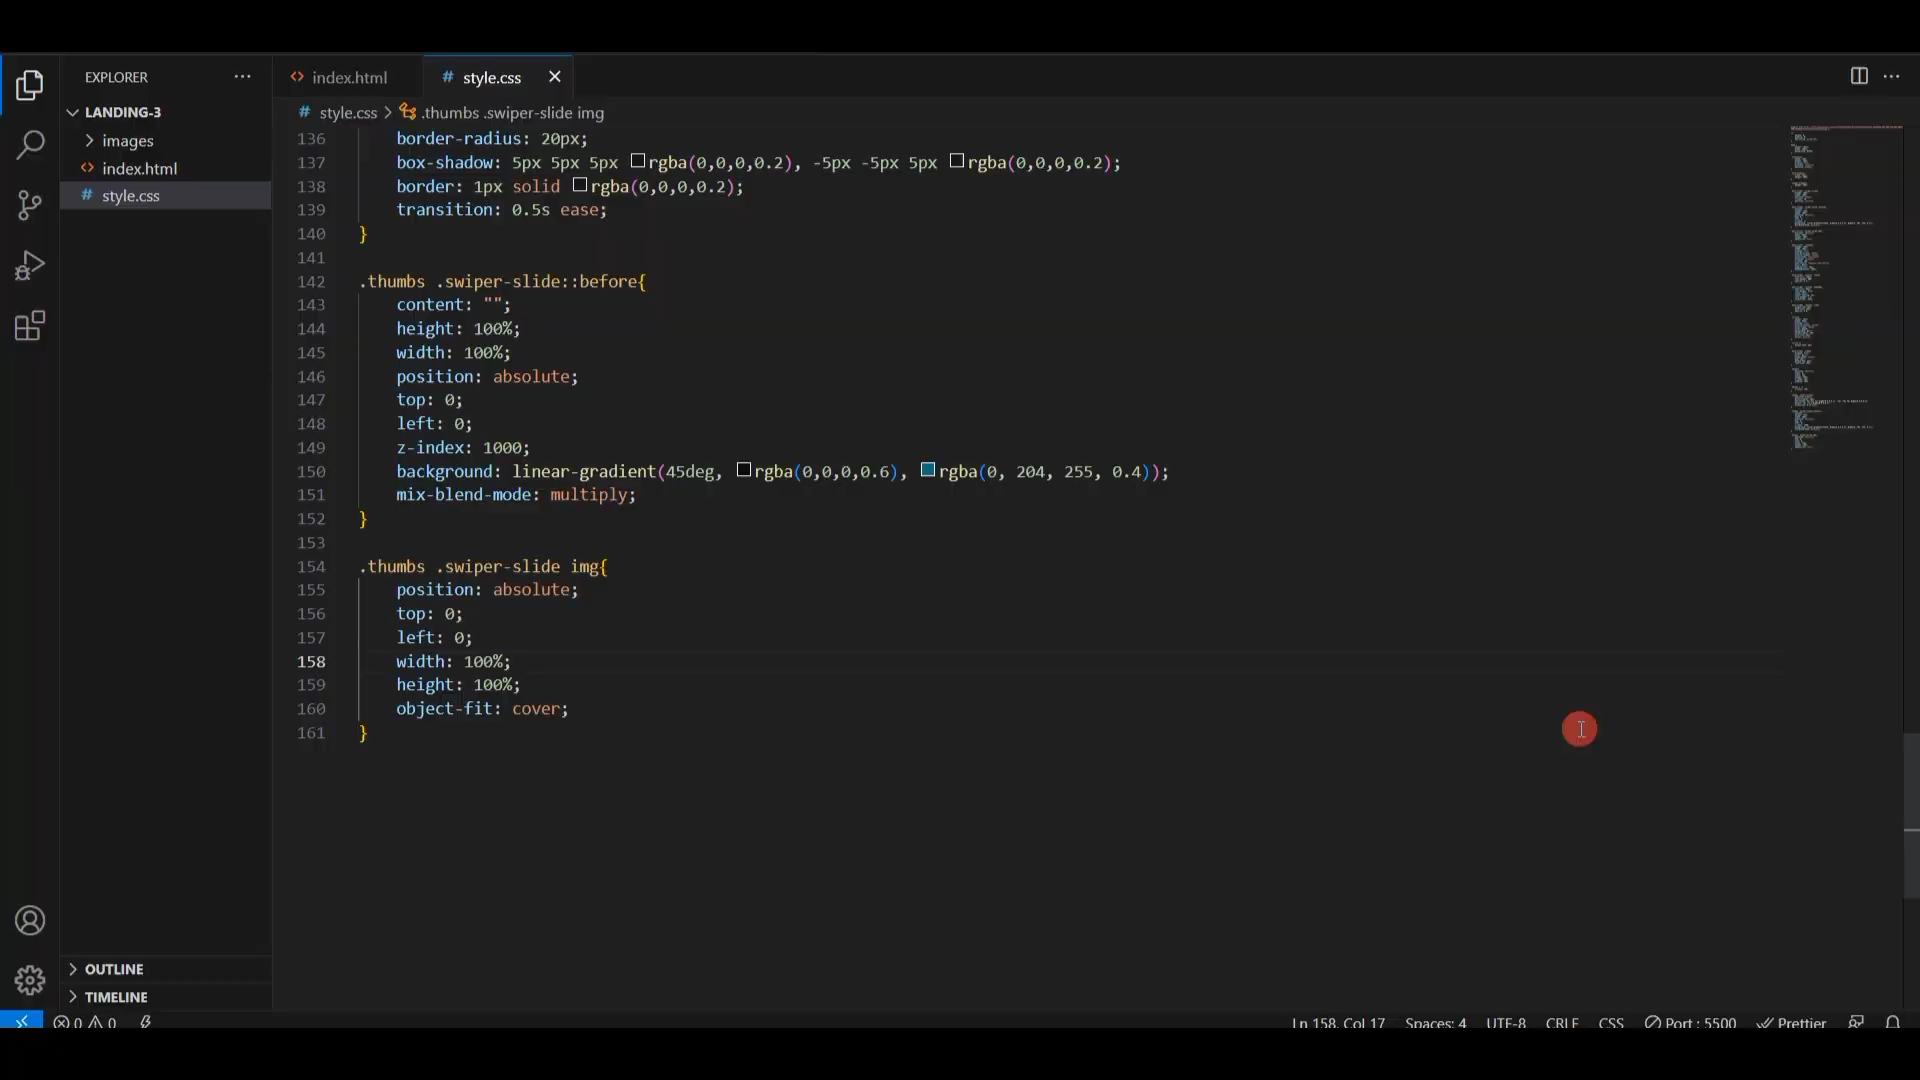 EXPLORER
index.html
# style.css
LANDING-3
images
index.html
# style.css
# style.css > .thumbs .swiper-slide img
136 border-radius: 20px;
137 box-shadow: 5px 5px 5px rgba(0,0,0,0.2), -5px -5px 5px rgba(0,0,0,0.2);
138 border: 1px solid rgba(0,0,0,0.2);
139 transition: 0.5s ease;
140 }
141
142 .thumbs .swiper-slide::before{
143 content: "";
144 height: 100%;
145 width: 100%;
146 position: absolute;
147 top: 0;
148 left: 0;
149 z-index: 1000;
150 background: linear-gradient(45deg, rgba(0,0,0,0.6), rgba(0, 204, 255, 0.4));
151 mix-blend-mode: multiply;
152 }
153
154 .thumbs .swiper-slide img{
155 position: absolute;
156 top: 0;
157 left: 0;
158 width: 100%;
159 height: 100%;
160 object-fit: cover;
161 }
OUTLINE
TIMELINE
0 0
Ln 158, Col 17 Spaces: 4 UTF-8 CRLF CSS Port : 5500 Prettier